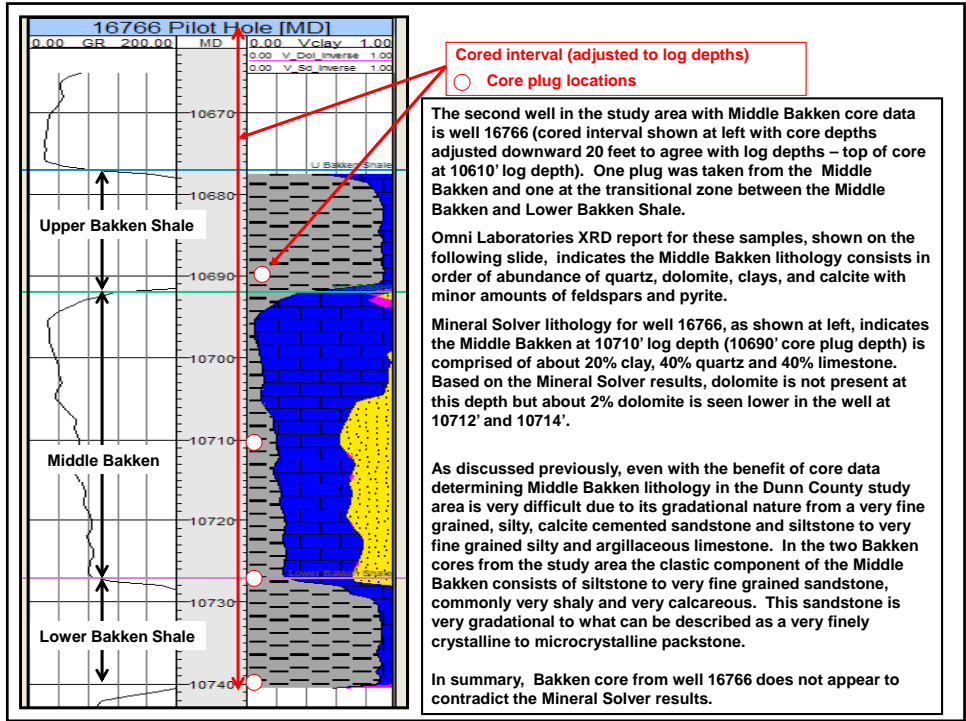 16766 Pilot Hole [MD]
0.00 GR 200.00
MD
0.00 Vclay 1.00
0.00 V_Dol_Inverse 1.00
0.00 V_Sd_Inverse 1.00
10670
U Bakken Shale
10680
Upper Bakken Shale
10690
10700
10710
Middle Bakken
10720
Lower Bakken Shale
10730
Lower Bakken Shale
10740
Cored interval (adjusted to log depths)
Core plug locations
The second well in the study area with Middle Bakken core data
is well 16766 (cored interval shown at left with core depths
adjusted downward 20 feet to agree with log depths – top of core
at 10610’ log depth). One plug was taken from the Middle
Bakken and one at the transitional zone between the Middle
Bakken and Lower Bakken Shale.
Omni Laboratories XRD report for these samples, shown on the
following slide, indicates the Middle Bakken lithology consists in
order of abundance of quartz, dolomite, clays, and calcite with
minor amounts of feldspars and pyrite.
Mineral Solver lithology for well 16766, as shown at left, indicates
the Middle Bakken at 10710’ log depth (10690’ core plug depth) is
comprised of about 20% clay, 40% quartz and 40% limestone.
Based on the Mineral Solver results, dolomite is not present at
this depth but about 2% dolomite is seen lower in the well at
10712’ and 10714’.
As discussed previously, even with the benefit of core data
determining Middle Bakken lithology in the Dunn County study
area is very difficult due to its gradational nature from a very fine
grained, silty, calcite cemented sandstone and siltstone to very
fine grained silty and argillaceous limestone. In the two Bakken
cores from the study area the clastic component of the Middle
Bakken consists of siltstone to very fine grained sandstone,
commonly very shaly and very calcareous. This sandstone is
very gradational to what can be described as a very finely
crystalline to microcrystalline packstone.
In summary, Bakken core from well 16766 does not appear to
contradict the Mineral Solver results.